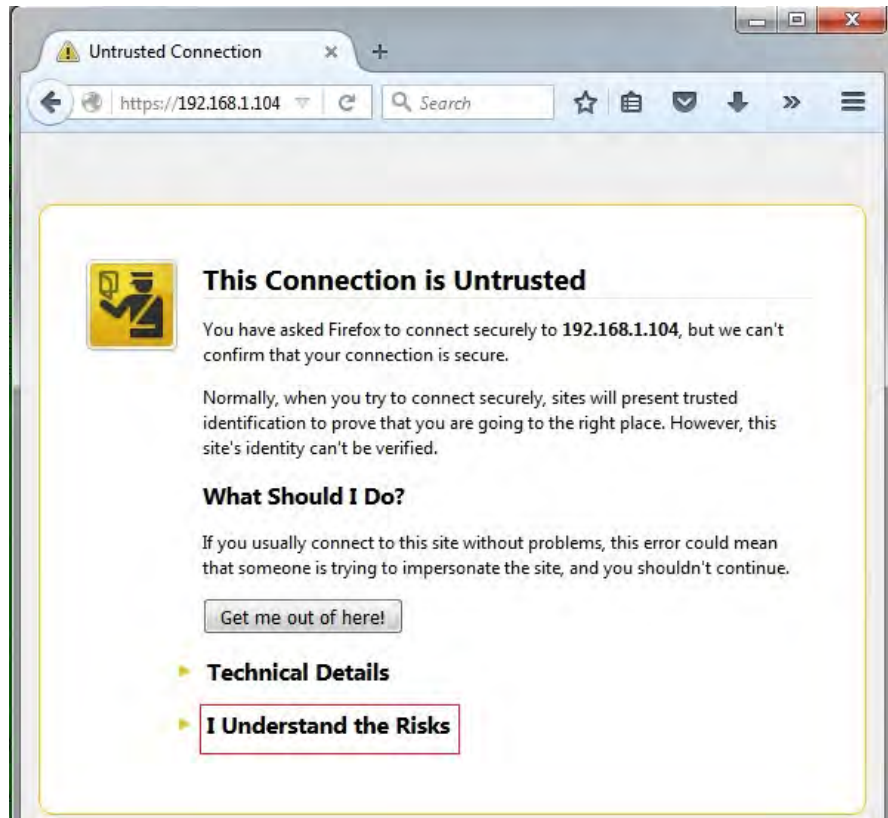 Untrusted Connection
https://192.168.1.104
Search
This Connection is Untrusted
You have asked Firefox to connect securely to 192.168.1.104, but we can't
confirm that your connection is secure.
Normally, when you try to connect securely, sites will present trusted
identification to prove that you are going to the right place. However, this
site's identity can't be verified.
What Should I Do?
If you usually connect to this site without problems, this error could mean
that someone is trying to impersonate the site, and you shouldn't continue.
Get me out of here!
Technical Details
I Understand the Risks